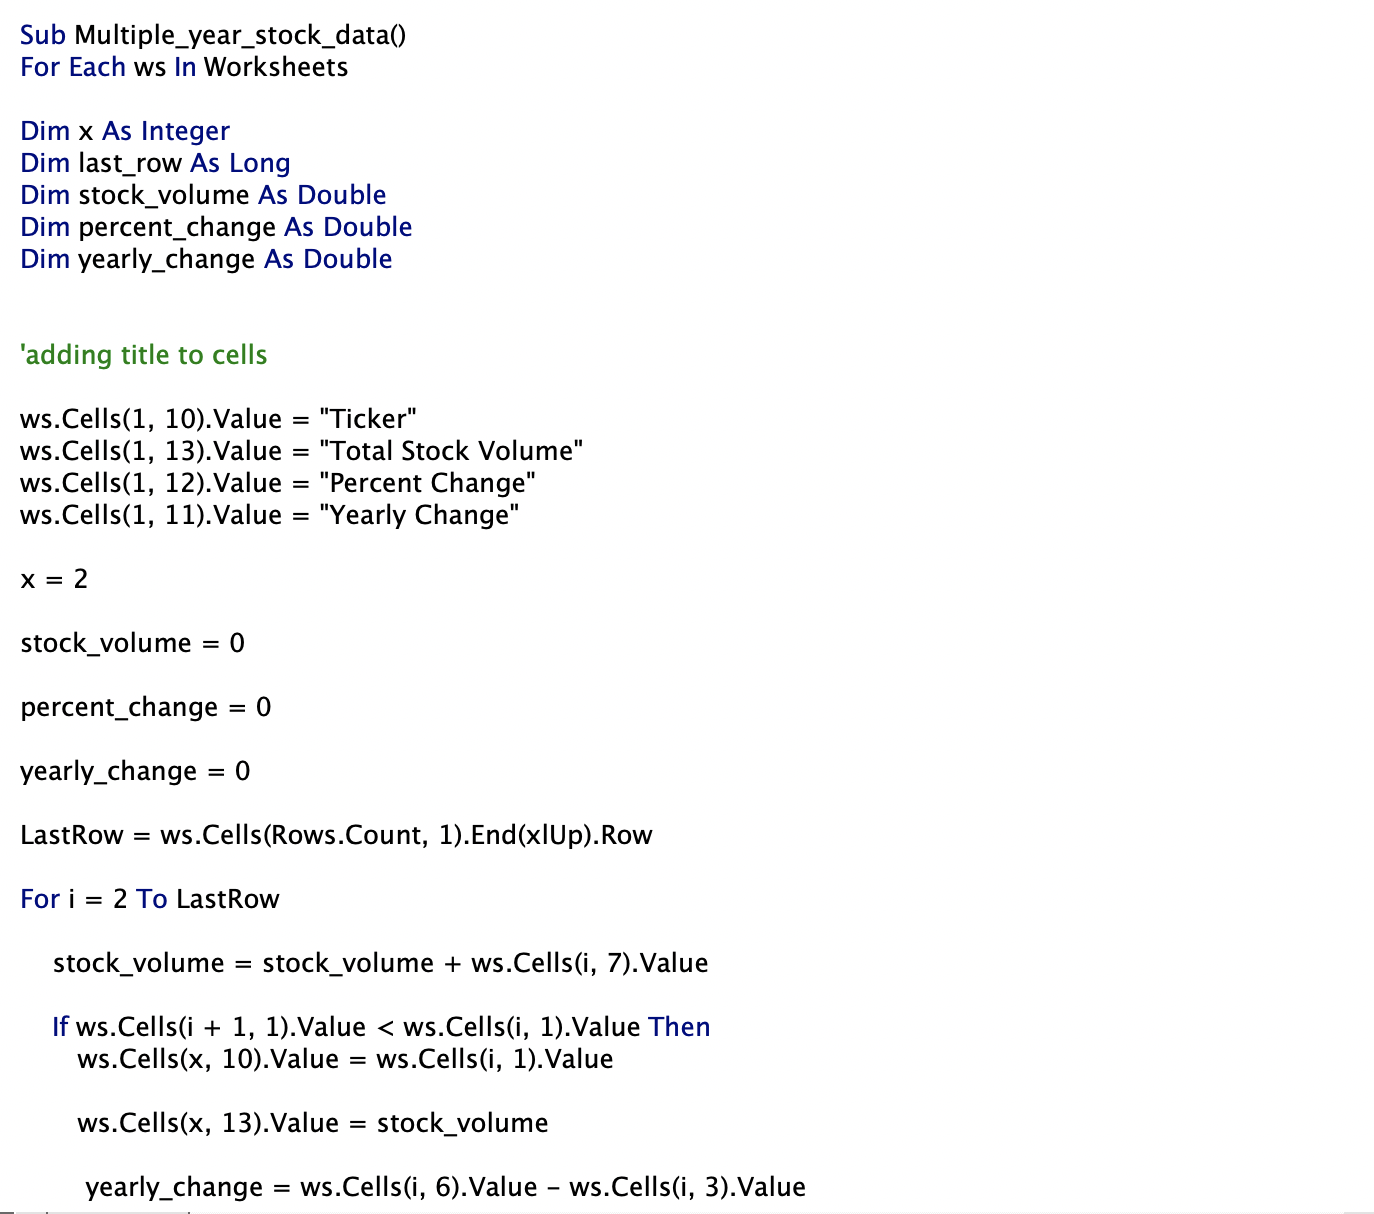 Sub Multiple_year_stock_data()
For Each ws In Worksheets
Dim x As Integer
Dim last_row As Long
Dim stock_volume As Double
Dim percent_change As Double
Dim yearly_change As Double
'adding title to cells
ws.Cells(1, 10).Value = "Ticker"
ws.Cells(1, 13).Value = "Total Stock Volume"
ws.Cells(1, 12).Value = "Percent Change"
ws.Cells(1, 11).Value = "Yearly Change"
x = 2
stock_volume = 0
percent_change = 0
yearly_change = 0
LastRow = ws.Cells(Rows.Count, 1).End(xlUp).Row
For i = 2 To LastRow
stock_volume = stock_volume + ws.Cells(i, 7).Value
If ws.Cells(i + 1, 1).Value < ws.Cells(i, 1).Value Then
ws.Cells(x, 10).Value = ws.Cells(i, 1).Value
ws.Cells(x, 13).Value = stock_volume
yearly_change = ws.Cells(i, 6).Value - ws.Cells(i, 3).Value